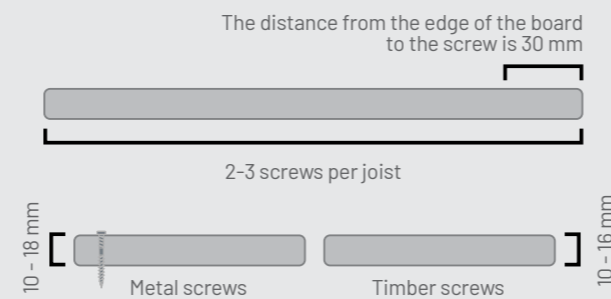 The distance from the edge of the board
to the screw is 30 mm
2-3 screws per joist
10 - 18 mm
Metal screws
Timber screws
10 - 16 mm